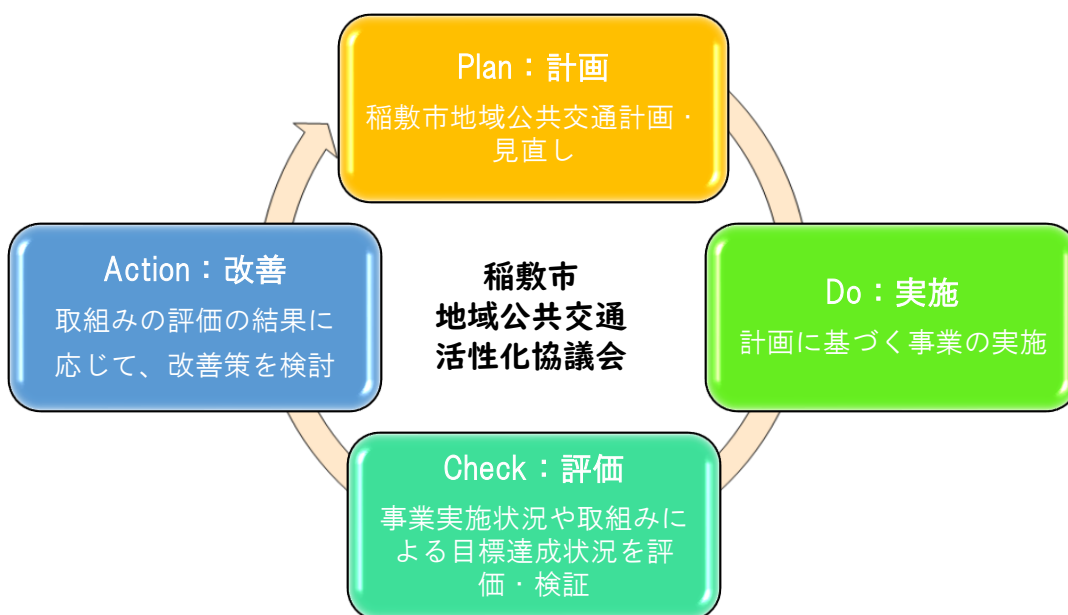 Plan：計画
稲敷市地域公共交通計画・
見直し
Action：改善
取組みの評価の結果に
応じて、改善策を検討
稲敷市
地域公共交通
活性化協議会
Do：実施
計画に基づく事業の実施
Check：評価
事業実施状況や取組みに
よる目標達成状況を評
価・検証